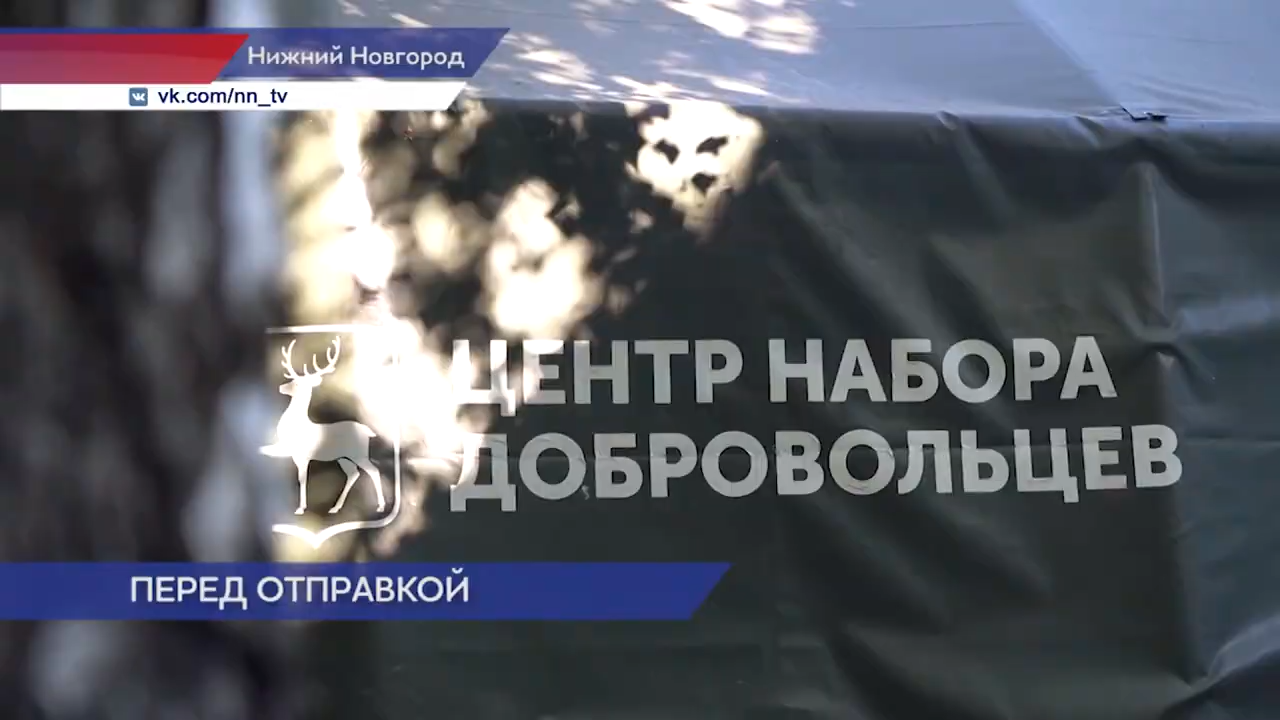 Нижний Новгород
vk.com/nn_tv
ЦЕНТР НАБОРА
ДОБРОВОЛЬЦЕВ
ПЕРЕД ОТПРАВКОЙ